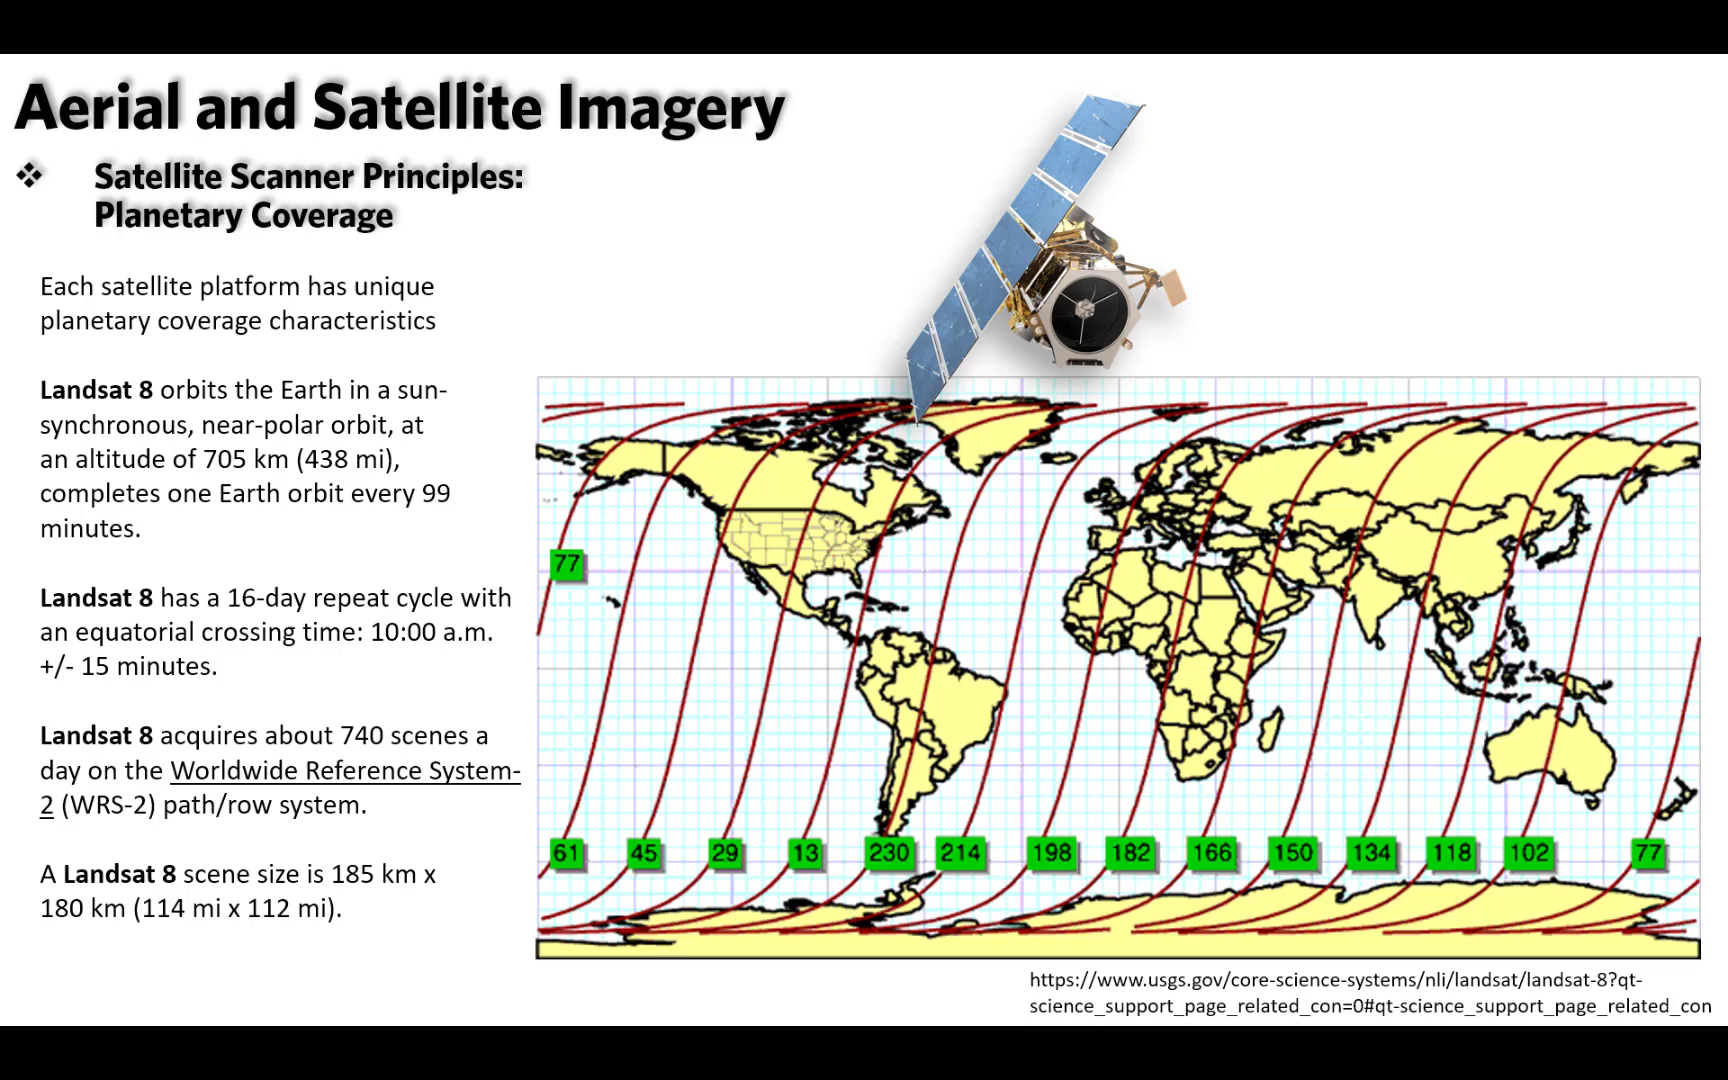 Aerial and Satellite Imagery
❖ Satellite Scanner Principles:
Planetary Coverage
Each satellite platform has unique
planetary coverage characteristics
Landsat 8 orbits the Earth in a sun-
synchronous, near-polar orbit, at
an altitude of 705 km (438 mi),
completes one Earth orbit every 99
minutes.
Landsat 8 has a 16-day repeat cycle with
an equatorial crossing time: 10:00 a.m.
+/- 15 minutes.
Landsat 8 acquires about 740 scenes a
day on the Worldwide Reference System-
2 (WRS-2) path/row system.
A Landsat 8 scene size is 185 km x
180 km (114 mi x 112 mi).
77
61 45 29 13 230 214 198 182 166 150 134 118 102 77
https://www.usgs.gov/core-science-systems/nli/landsat/landsat-8?qt-
science_support_page_related_con=0#qt-science_support_page_related_con